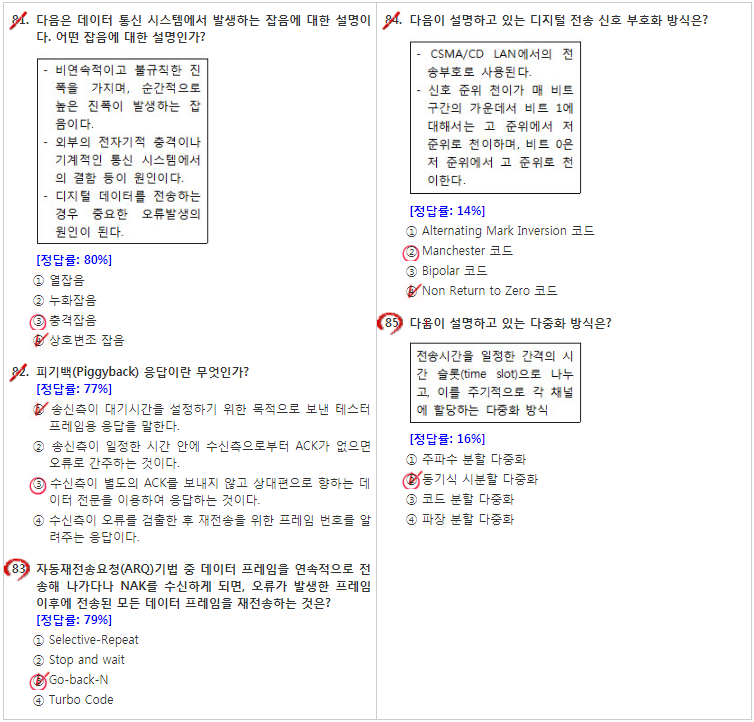 81. 다음은 데이터 통신 시스템에서 발생하는 잡음에 대한 설명이
다. 어떤 잡음에 대한 설명인가?
- 비연속적이고 불규칙한 진
폭을 가지며, 순간적으로
높은 진폭이 발생하는 잡
음이다.
- 외부의 전자기적 충격이나
기계적인 통신 시스템에서
의 결함 등이 원인이다.
- 디지털 데이터를 전송하는
경우 중요한 오류발생의
원인이 된다.
[정답률: 80%]
① 열잡음
② 누화잡음
③ 충격잡음
④ 상호변조 잡음
82. 피기백(Piggyback) 응답이란 무엇인가?
[정답률: 77%]
① 송신측이 대기시간을 설정하기 위한 목적으로 보낸 테스터
프레임용 응답을 말한다.
② 송신측이 일정한 시간 안에 수신측으로부터 ACK가 없으면
오류로 간주하는 것이다.
③ 수신측이 별도의 ACK를 보내지 않고 상대편으로 향하는 데
이터 전문을 이용하여 응답하는 것이다.
④ 수신측이 오류를 검출한 후 재전송을 위한 프레임 번호를 알
려주는 응답이다.
83. 자동재전송요청(ARQ)기법 중 데이터 프레임을 연속적으로 전
송해 나가다나 NAK를 수신하게 되면, 오류가 발생한 프레임
이후에 전송된 모든 데이터 프레임을 재전송하는 것은?
[정답률: 79%]
① Selective-Repeat
② Stop and wait
③ Go-back-N
④ Turbo Code
84. 다음이 설명하고 있는 디지털 전송 신호 부호화 방식은?
- CSMA/CD LAN에서의 전
송부호로 사용된다.
- 신호 준위 천이가 매 비트
구간의 가운데서 비트 1에
대해서는 고 준위에서 저
준위로 천이하며, 비트 0은
저 준위에서 고 준위로 천
이한다.
[정답률: 14%]
① Alternating Mark Inversion 코드
② Manchester 코드
③ Bipolar 코드
④ Non Return to Zero 코드
85. 다음이 설명하고 있는 다중화 방식은?
전송시간을 일정한 간격의 시
간 슬롯(time slot)으로 나누
고, 이를 주기적으로 각 채널
에 할당하는 다중화 방식
[정답률: 16%]
① 주파수 분할 다중화
② 동기식 시분할 다중화
③ 코드 분할 다중화
④ 파장 분할 다중화